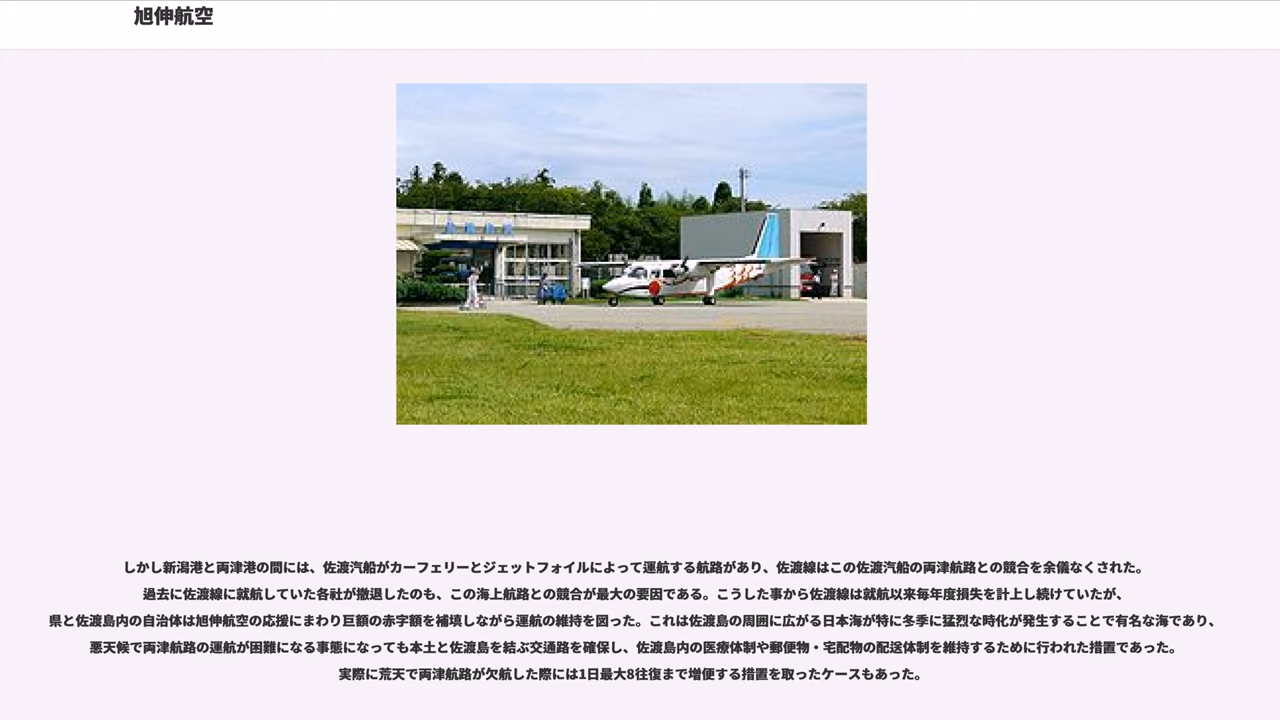 旭伸航空
しかし新潟港と両津港の間には、佐渡汽船がカーフェリーとジェットフォイルによって運航する航路があり、佐渡線はこの佐渡汽船の両津航路との競合を余儀なくされた。
過去に佐渡線に就航していた各社が撤退したのも、この海上航路との競合が最大の要因である。こうした事から佐渡線は就航以来毎年度損失を計上し続けていたが、
県と佐渡島内の自治体は旭伸航空の応援にまわり巨額の赤字額を補填しながら運航の維持を図った。これは佐渡島の周囲に広がる日本海が特に冬季に猛烈な時化が発生することで有名な海であり、
悪天候で両津航路の運航が困難になる事態になっても本土と佐渡島を結ぶ交通路を確保し、佐渡島内の医療体制や郵便物・宅配物の配送体制を維持するために行われた措置であった。
実際に荒天で両津航路が欠航した際には1日最大8往復まで増便する措置を取ったケースもあった。